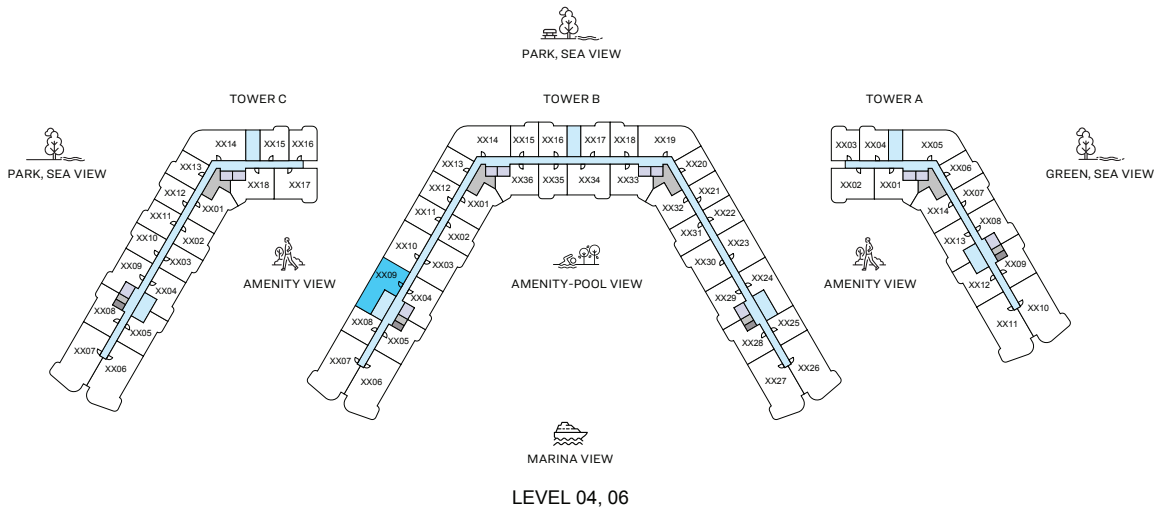 PARK, SEA VIEW
TOWER C
TOWER B
TOWER A
PARK, SEA VIEW
GREEN, SEA VIEW
XX14
XX15
XX16
XX13
XX12
XX11
XX10
XX09
XX08
XX07
XX06
XX05
XX04
XX03
XX02
XX01
XX18
XX17
AMENITY VIEW
XX14
XX15
XX16
XX17
XX18
XX19
XX13
XX12
XX11
XX10
XX09
XX08
XX07
XX06
XX05
XX04
XX03
XX02
XX01
XX36
XX35
XX34
XX33
XX32
XX31
XX30
XX29
XX28
XX27
XX26
XX25
XX24
XX23
XX22
XX21
XX20
AMENITY-POOL VIEW
AMENITY VIEW
XX03
XX04
XX05
XX02
XX01
XX06
XX07
XX08
XX09
XX10
XX11
XX12
XX13
XX14
MARINA VIEW
LEVEL 04, 06